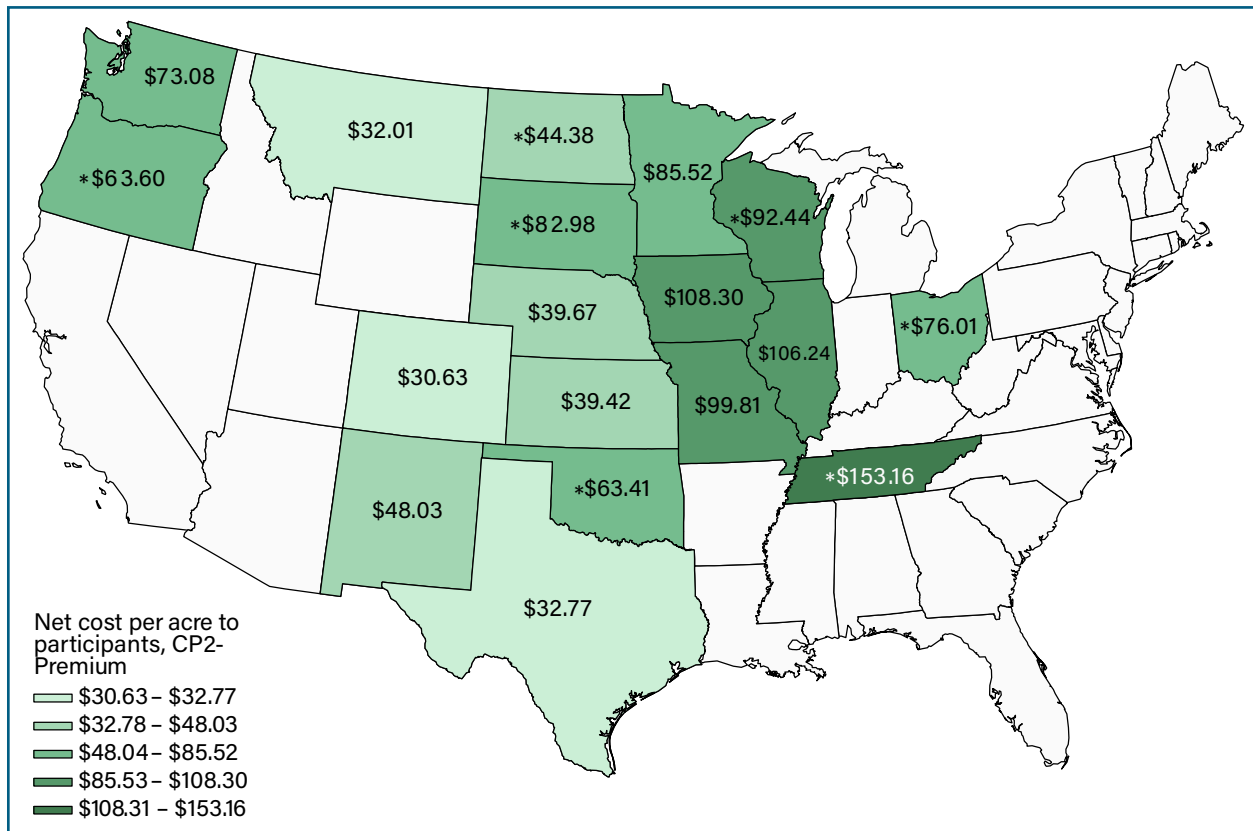 $73.08
$32.01
*$44.38
*$63.60
$85.52
*$82.98
*$92.44
$108.30
$39.67
*$76.01
$106.24
$30.63
$39.42
$99.81
*$63.41
*$153.16
$48.03
$32.77
Net cost per acre to
participants, CP2-
Premium
$30.63 – $32.77
$32.78 – $48.03
$48.04 – $85.52
$85.53 – $108.30
$108.31 – $153.16